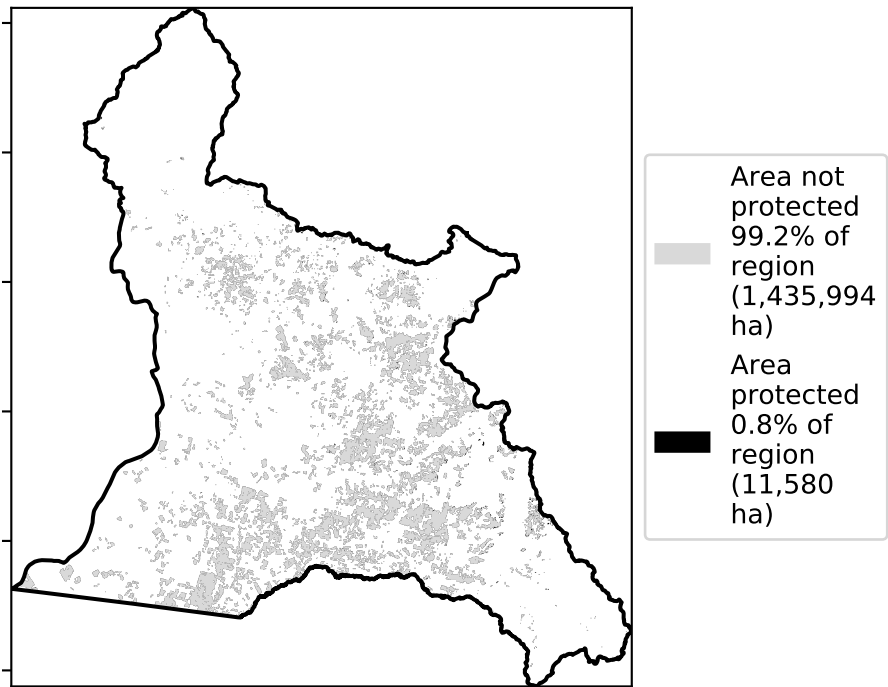 Area not
protected
99.2% of
region
(1,435,994
ha)
Area
protected
0.8% of
region
(11,580
ha)